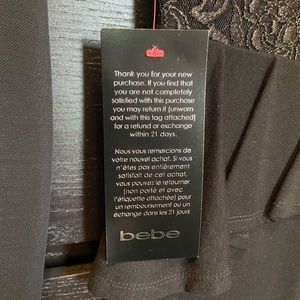 Thank you for your new
purchase. If you find that
you are not completely
satisfied with this purchase
you may return it (unworn
and with this tag attached)
for a refund or exchange
within 21 days.
Nous vous remercions de
votre nouvel achat. Si vous
n'êtes pas entièrement
satisfait de cet achat,
vous pouvez le retourner
(non porté et avec
l'étiquette attachée) pour
un remboursement ou un
échange dans les 21 jours.
bebe